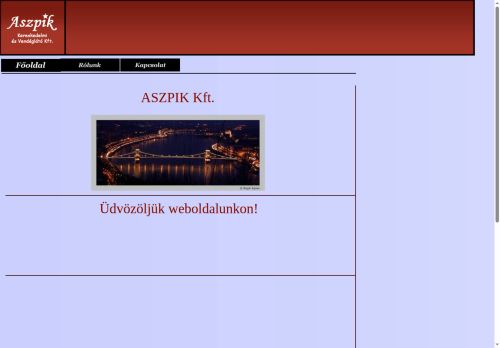 Aszpik
Kereskedelmi
és Vendéglátó Kft.
Főoldal
Rólunk
Kapcsolat
ASZPIK Kft.
Üdvözöljük weboldalunkon!